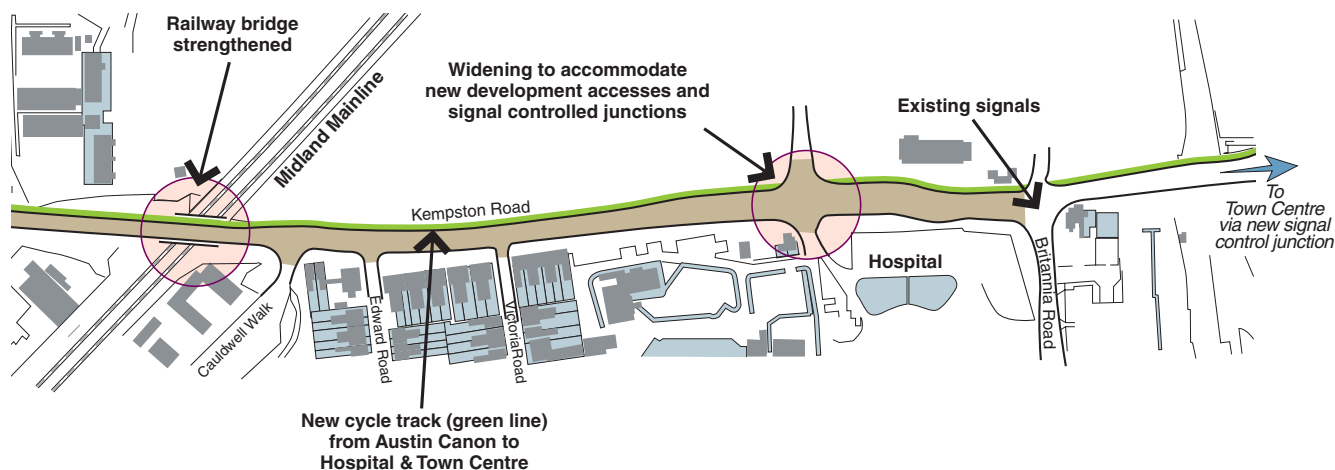 Railway bridge
strengthened
Midland Mainline
Widening to accommodate
new development accesses and
signal controlled junctions
Existing signals
Kempston Road
To
Town Centre
via new signal
control junction
Hospital
Britannia Road
Cauldwell Walk
Edward Road
VictoriaRoad
New cycle track (green line)
from Austin Canon to
Hospital & Town Centre